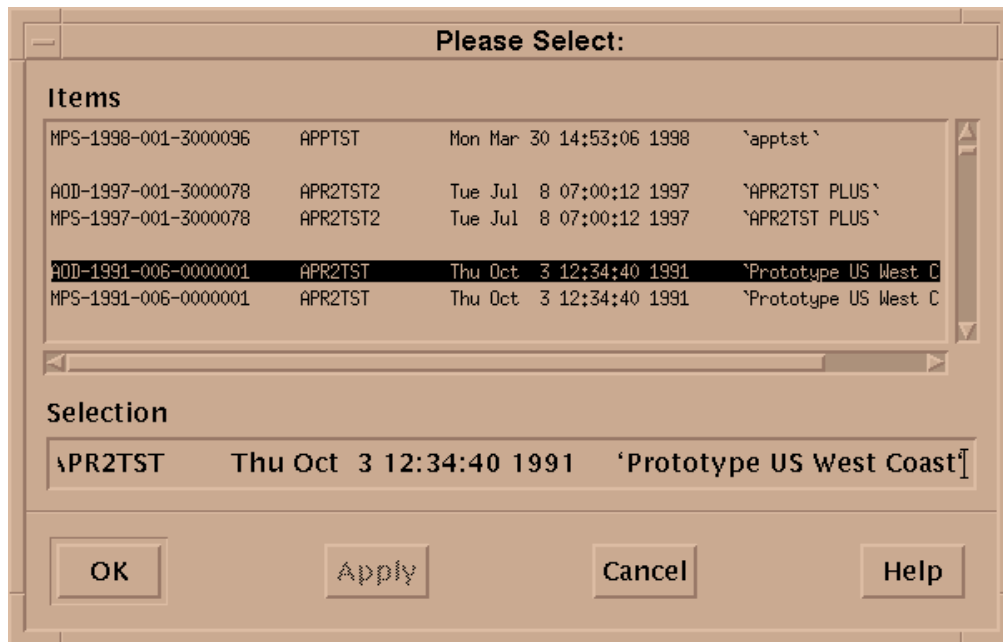 Please Select:
Items
MPS-1998-001-3000096 APPTST Mon Mar 30 14:53:06 1998 `apptst`
AOD-1997-001-3000078 APR2TST2 Tue Jul 8 07:00:12 1997 `APR2TST PLUS`
MPS-1997-001-3000078 APR2TST2 Tue Jul 8 07:00:12 1997 `APR2TST PLUS`
AOD-1991-006-0000001 APR2TST Thu Oct 3 12:34:40 1991 `Prototype US West C
MPS-1991-006-0000001 APR2TST Thu Oct 3 12:34:40 1991 `Prototype US West C
Selection
APR2TST Thu Oct 3 12:34:40 1991 ‘Prototype US West Coast‘
OK Apply Cancel Help